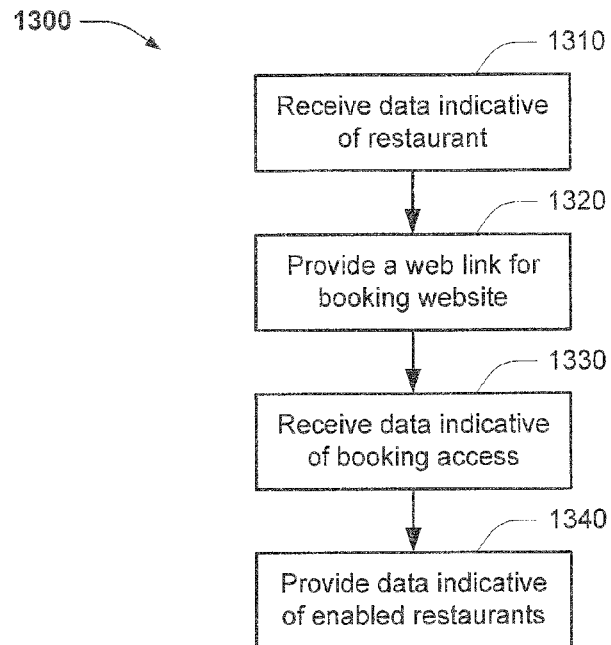 1300
1310
Receive data indicative
of restaurant
1320
Provide a web link for
booking website
1330
Receive data indicative
of booking access
1340
Provide data indicative
of enabled restaurants